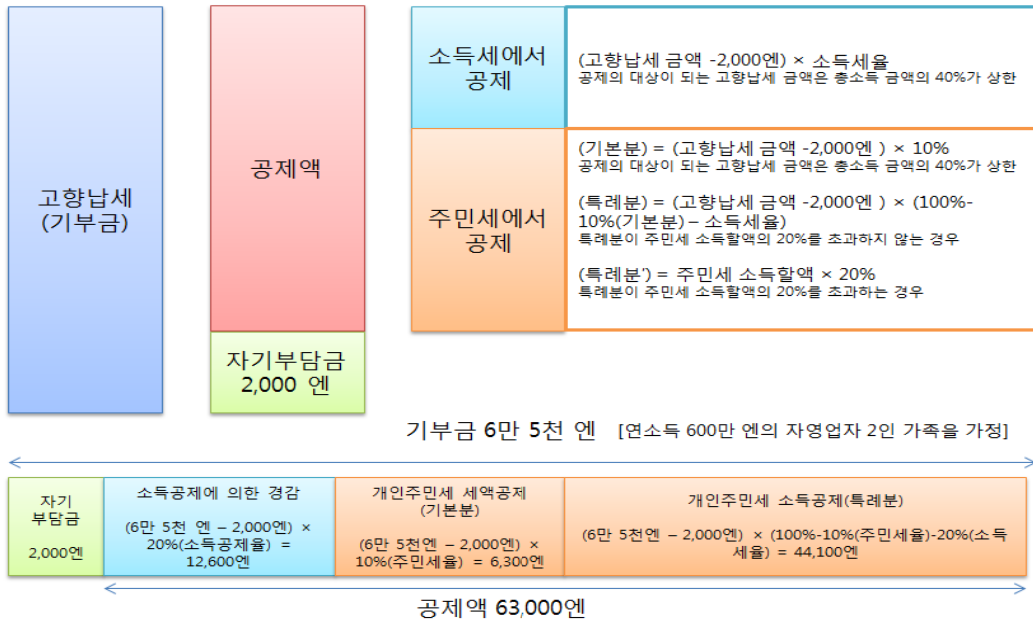 고향납세
(기부금)
공제액
자기부담금
2,000 엔
소득세에서
공제
(고향납세 금액 -2,000엔) × 소득세율
공제의 대상이 되는 고향납세 금액은 총소득 금액의 40%가 상한
주민세에서
공제
(기본분) = (고향납세 금액 -2,000엔 ) × 10%
공제의 대상이 되는 고향납세 금액은 총소득 금액의 40%가 상한
(특례분) = (고향납세 금액 -2,000엔 ) × (100%-
10%(기본분) – 소득세율)
특례분이 주민세 소득할액의 20%를 초과하지 않는 경우
(특례분') = 주민세 소득할액 × 20%
특례분이 주민세 소득할액의 20%를 초과하는 경우
기부금 6만 5천 엔 [연소득 600만 엔의 자영업자 2인 가족을 가정]
자기
부담금
2,000엔
소득공제에 의한 경감
(6만 5천 엔 – 2,000엔) ×
20%(소득공제율) =
12,600엔
개인주민세 세액공제
(기본분)
(6만 5천엔 – 2,000엔) ×
10%(주민세율) = 6,300엔
개인주민세 소득공제(특례분)
(6만 5천엔 – 2,000엔) × (100%-10%(주민세율)-20%(소득
세율) = 44,100엔
공제액 63,000엔